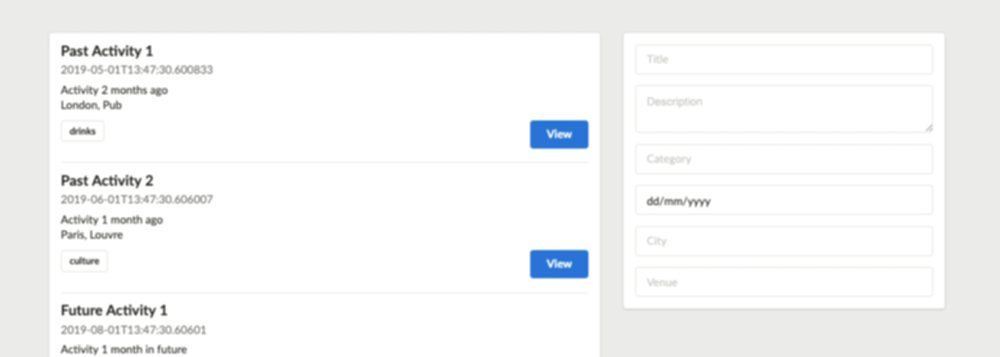 Past Activity 1
2019-05-01T13:47:30.600833
Activity 2 months ago
London, Pub
drinks
View
Past Activity 2
2019-06-01T13:47:30.606007
Activity 1 month ago
Paris, Louvre
culture
View
Future Activity 1
2019-08-01T13:47:30.60601
Activity 1 month in future
Title
Description
Category
dd/mm/yyyy
City
Venue